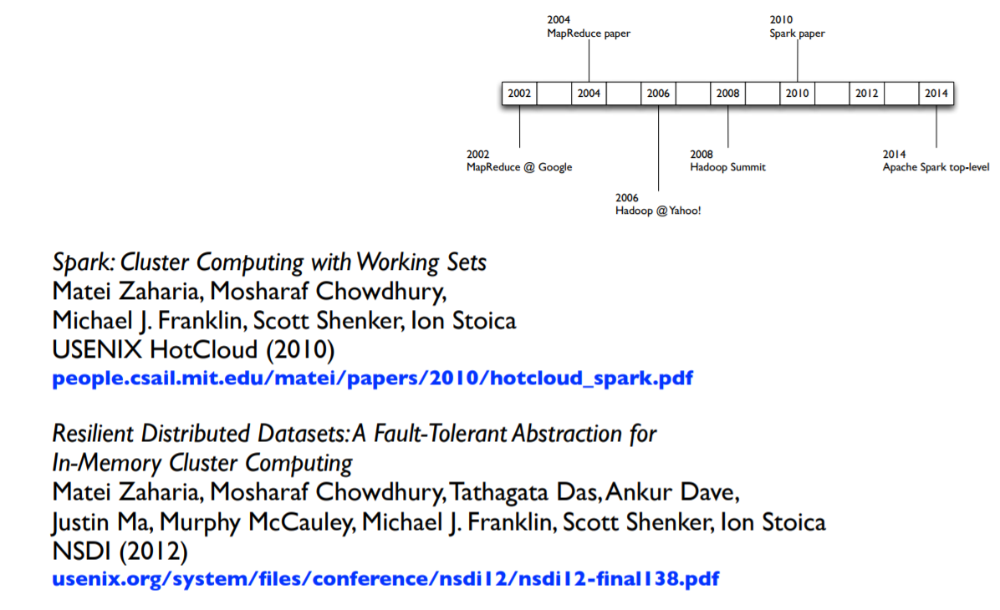 2004
MapReduce paper
2010
Spark paper
2002 2004 2006 2008 2010 2012 2014
2002
MapReduce @ Google
2008
Hadoop Summit
2014
Apache Spark top-level
2006
Hadoop @ Yahoo!
Spark: Cluster Computing with Working Sets
Matei Zaharia, Mosharaf Chowdhury,
Michael J. Franklin, Scott Shenker, Ion Stoica
USENIX HotCloud (2010)
people.csail.mit.edu/matei/papers/2010/hotcloud_spark.pdf
Resilient Distributed Datasets: A Fault-Tolerant Abstraction for
In-Memory Cluster Computing
Matei Zaharia, Mosharaf Chowdhury, Tathagata Das, Ankur Dave,
Justin Ma, Murphy McCauley, Michael J. Franklin, Scott Shenker, Ion Stoica
NSDI (2012)
usenix.org/system/files/conference/nsdi12/nsdi12-final138.pdf